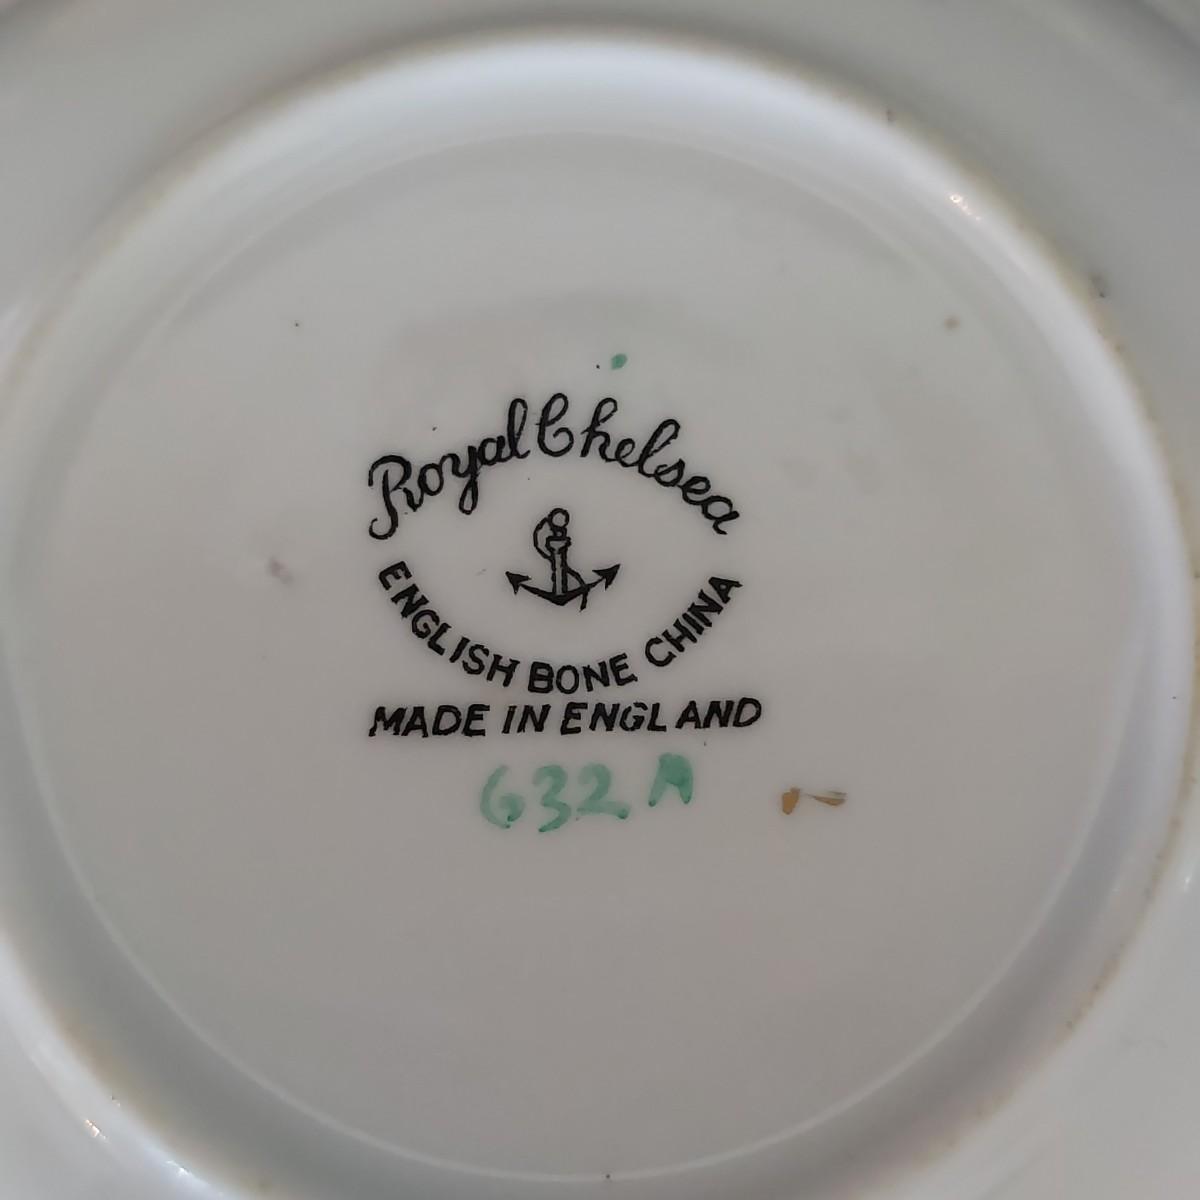 Royal Chelsea
ENGLISH BONE CHINA
MADE IN ENGLAND
632 A